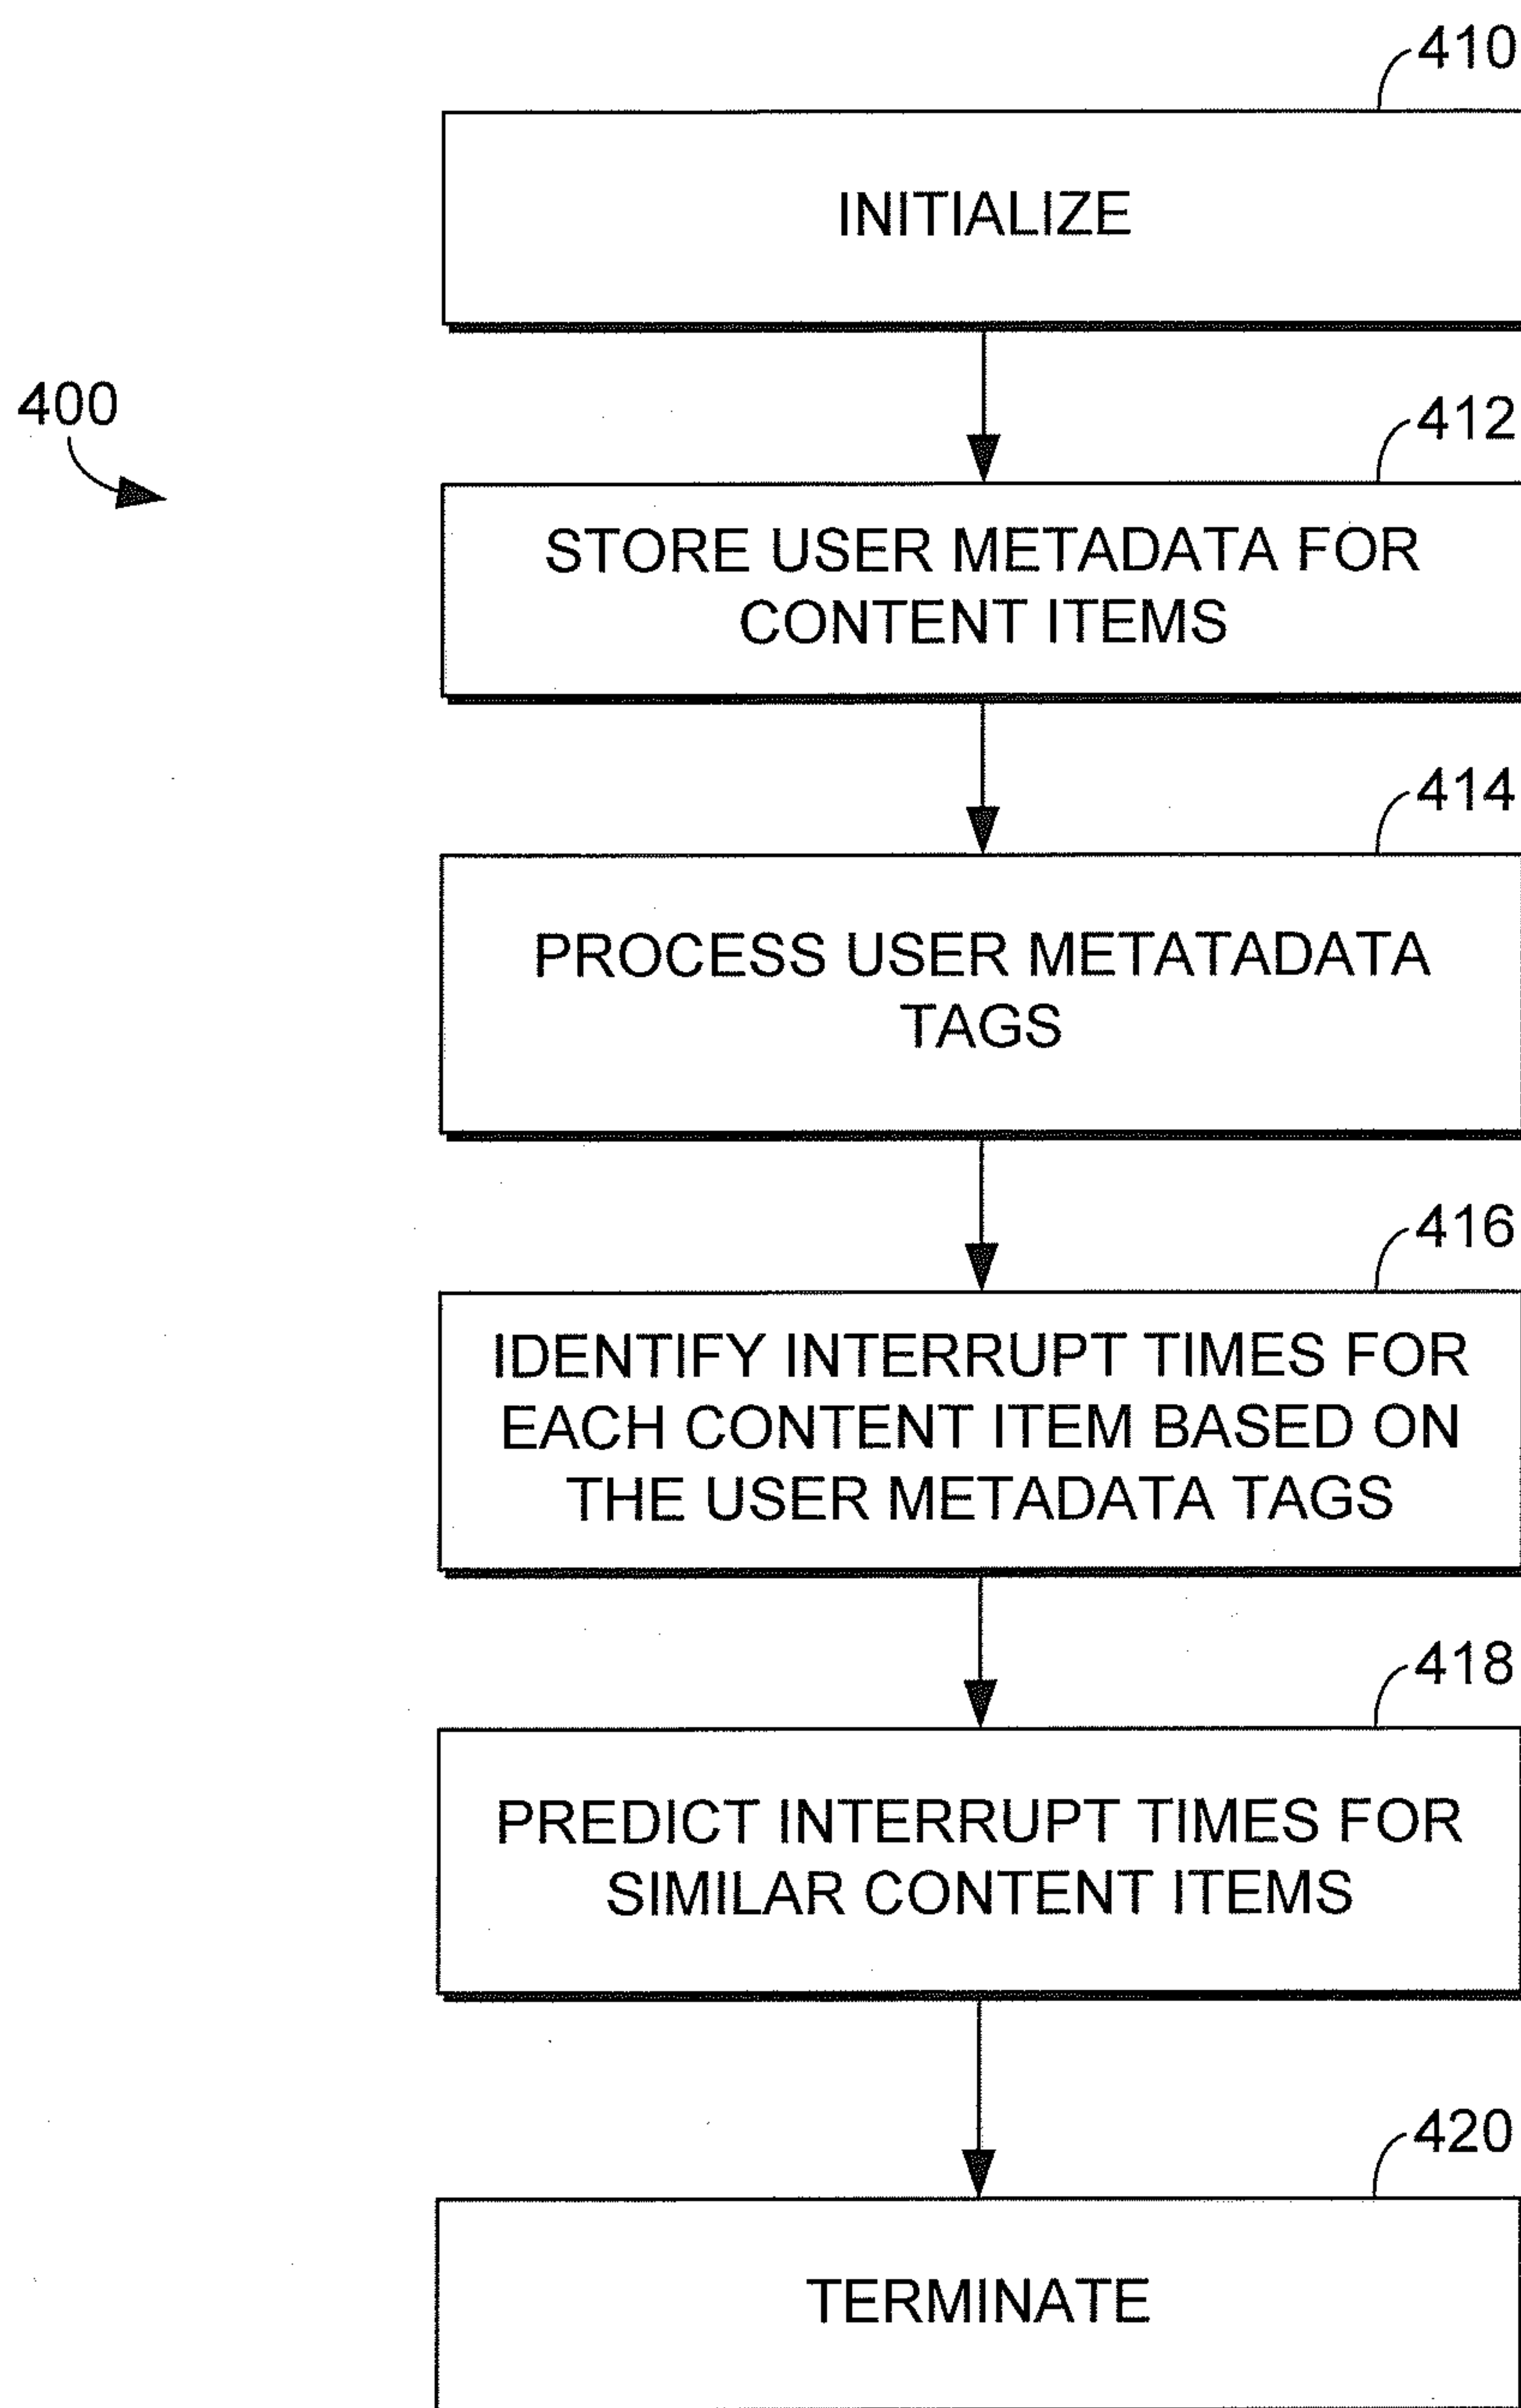 410
INITIALIZE
400
412
STORE USER METADATA FOR
CONTENT ITEMS
414
PROCESS USER METATADATA
TAGS
416
IDENTIFY INTERRUPT TIMES FOR
EACH CONTENT ITEM BASED ON
THE USER METADATA TAGS
418
PREDICT INTERRUPT TIMES FOR
SIMILAR CONTENT ITEMS
420
TERMINATE